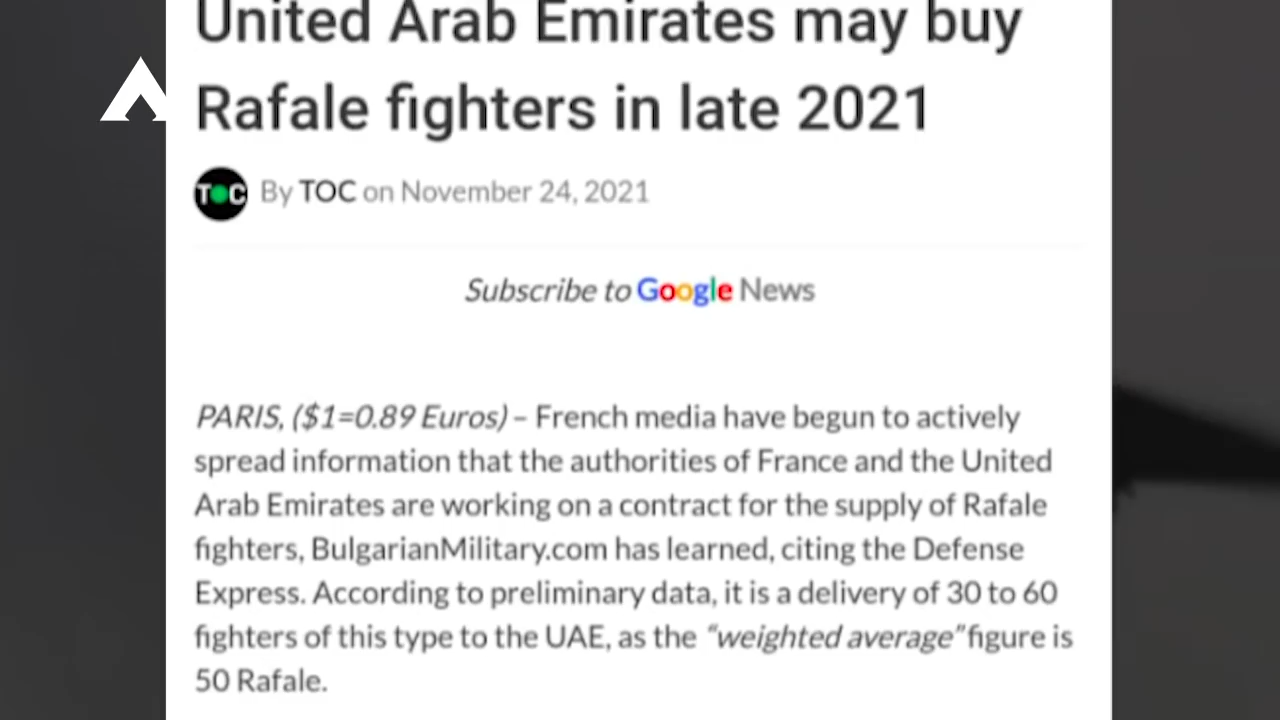 United Arab Emirates may buy
Rafale fighters in late 2021
TOC By TOC on November 24, 2021
Subscribe to Google News
PARIS, ($1=0.89 Euros) – French media have begun to actively
spread information that the authorities of France and the United
Arab Emirates are working on a contract for the supply of Rafale
fighters, BulgarianMilitary.com has learned, citing the Defense
Express. According to preliminary data, it is a delivery of 30 to 60
fighters of this type to the UAE, as the “weighted average” figure is
50 Rafale.